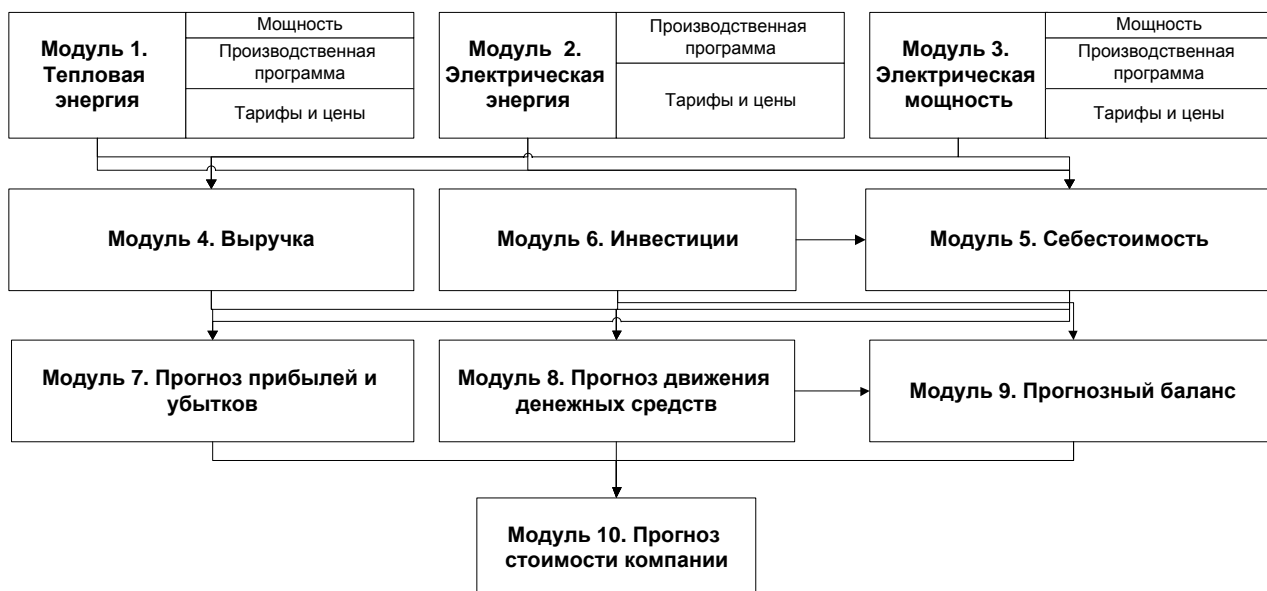 Модуль 1.
Тепловая
энергия
Мощность
Производственная
программа
Тарифы и цены
Модуль 2.
Электрическая
энергия
Производственная
программа
Тарифы и цены
Модуль 3.
Электрическая
мощность
Мощность
Производственная
программа
Тарифы и цены
Модуль 4. Выручка
Модуль 6. Инвестиции
Модуль 5. Себестоимость
Модуль 7. Прогноз прибылей и
убытков
Модуль 8. Прогноз движения
денежных средств
Модуль 9. Прогнозный баланс
Модуль 10. Прогноз
стоимости компании